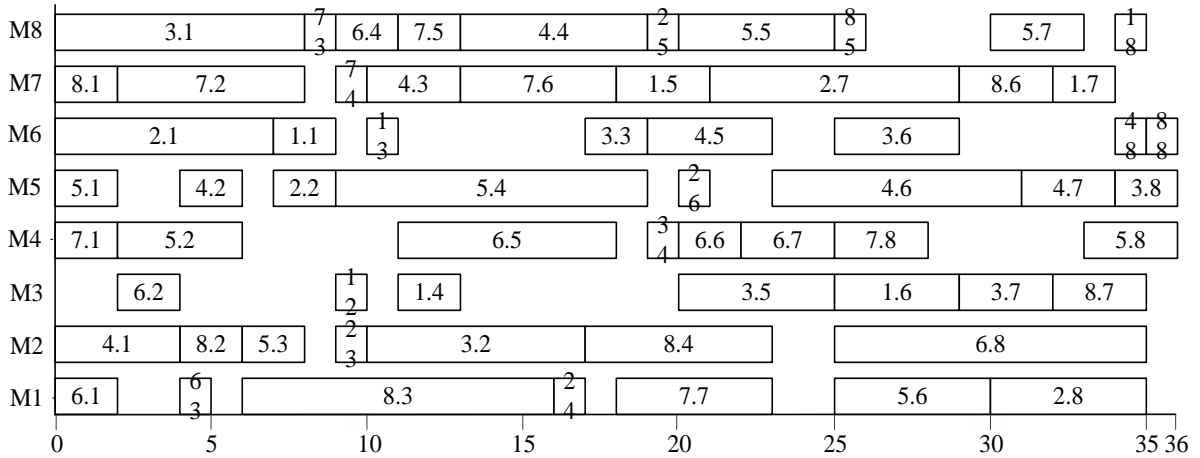 M8 3.1 7 3 6.4 7.5 4.4 2 5 5.5 8 5 5.7 1 8
M7 8.1 7.2 7 4 4.3 7.6 1.5 2.7 8.6 1.7
M6 2.1 1.1 1 3 3.3 4.5 3.6 4 8 8 8
M5 5.1 4.2 2.2 5.4 2 6 4.6 4.7 3.8
M4 7.1 5.2 6.5 3 4 6.6 6.7 7.8 5.8
M3 6.2 1 2 1.4 3.5 1.6 3.7 8.7
M2 4.1 8.2 5.3 2 3 3.2 8.4 6.8
M1 6.1 6 3 8.3 2 4 7.7 5.6 2.8
0 5 10 15 20 25 30 35 36